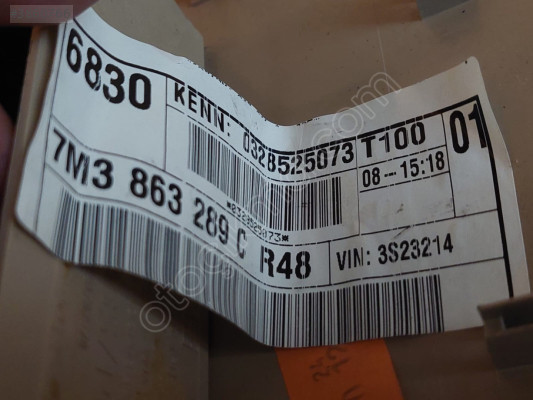 6830
KENN: 0328525073
T100
01
08-15:18
7M3 863 289 C R48
VIN: 3S23214